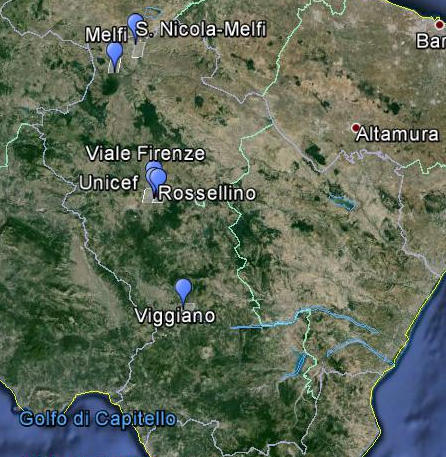 S. Nicola-Melfi
Melfi
Bar
Altamura
Viale Firenze
Unicef
Rossellino
Viggiano
Golfo di Capitello